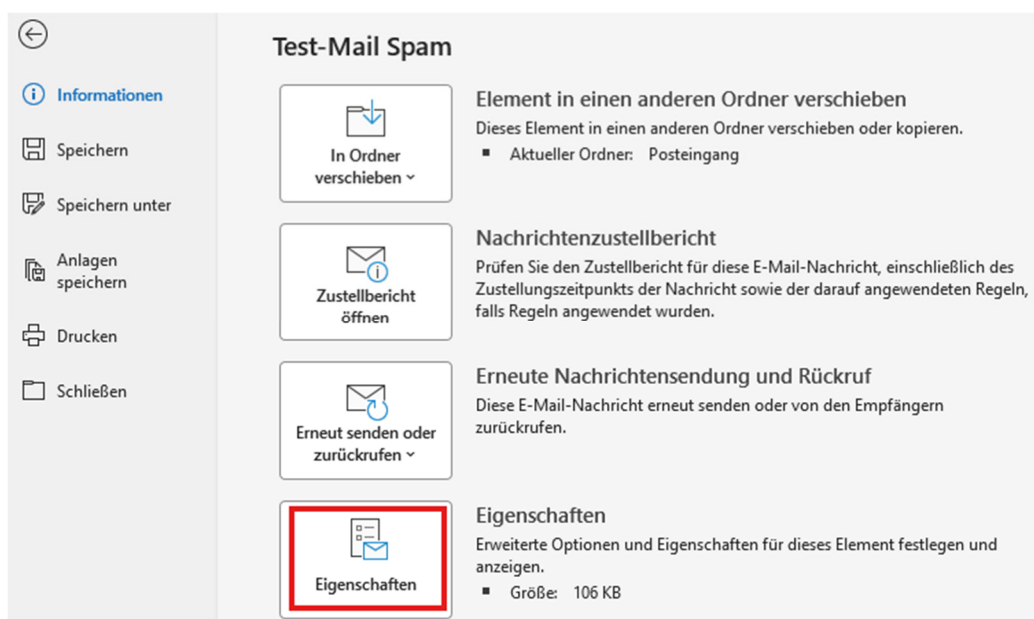 Test-Mail Spam
Informationen
Speichern
Speichern unter
Anlagen
speichern
Drucken
Schließen
In Ordner
verschieben
Element in einen anderen Ordner verschieben
Dieses Element in einen anderen Ordner verschieben oder kopieren.
▪ Aktueller Ordner: Posteingang
Zustellbericht
öffnen
Nachrichtenzustellbericht
Prüfen Sie den Zustellbericht für diese E-Mail-Nachricht, einschließlich des
Zustellungszeitpunkts der Nachricht sowie der darauf angewendeten Regeln,
falls Regeln angewendet wurden.
Erneut senden oder
zurückrufen
Erneute Nachrichtensendung und Rückruf
Diese E-Mail-Nachricht erneut senden oder von den Empfängern
zurückrufen.
Eigenschaften
Eigenschaften
Erweiterte Optionen und Eigenschaften für dieses Element festlegen und
anzeigen.
▪ Größe: 106 KB